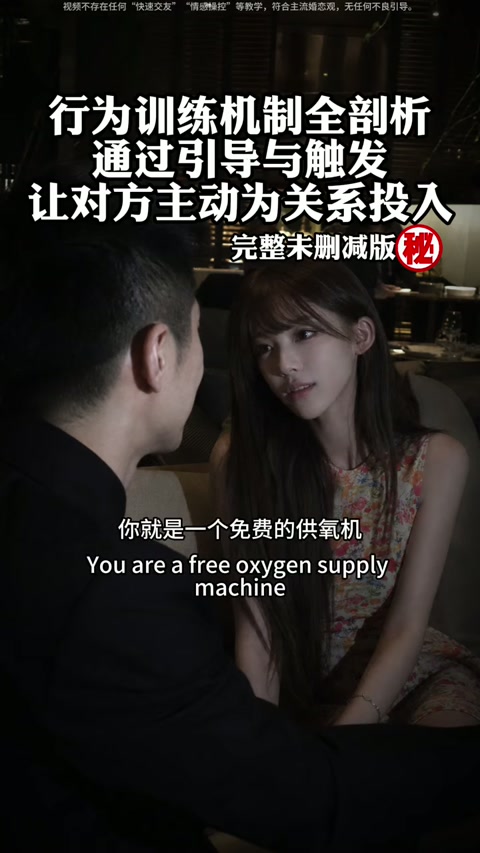 视频不存在任何“快速交友”“情感操控”等教学，符合主流婚恋观，无任何不良引导。
行为训练机制全剖析
通过引导与触发
让对方主动为关系投入
完整未删减版㊙
你就是一个免费的供氧机
You are a free oxygen supply
machine